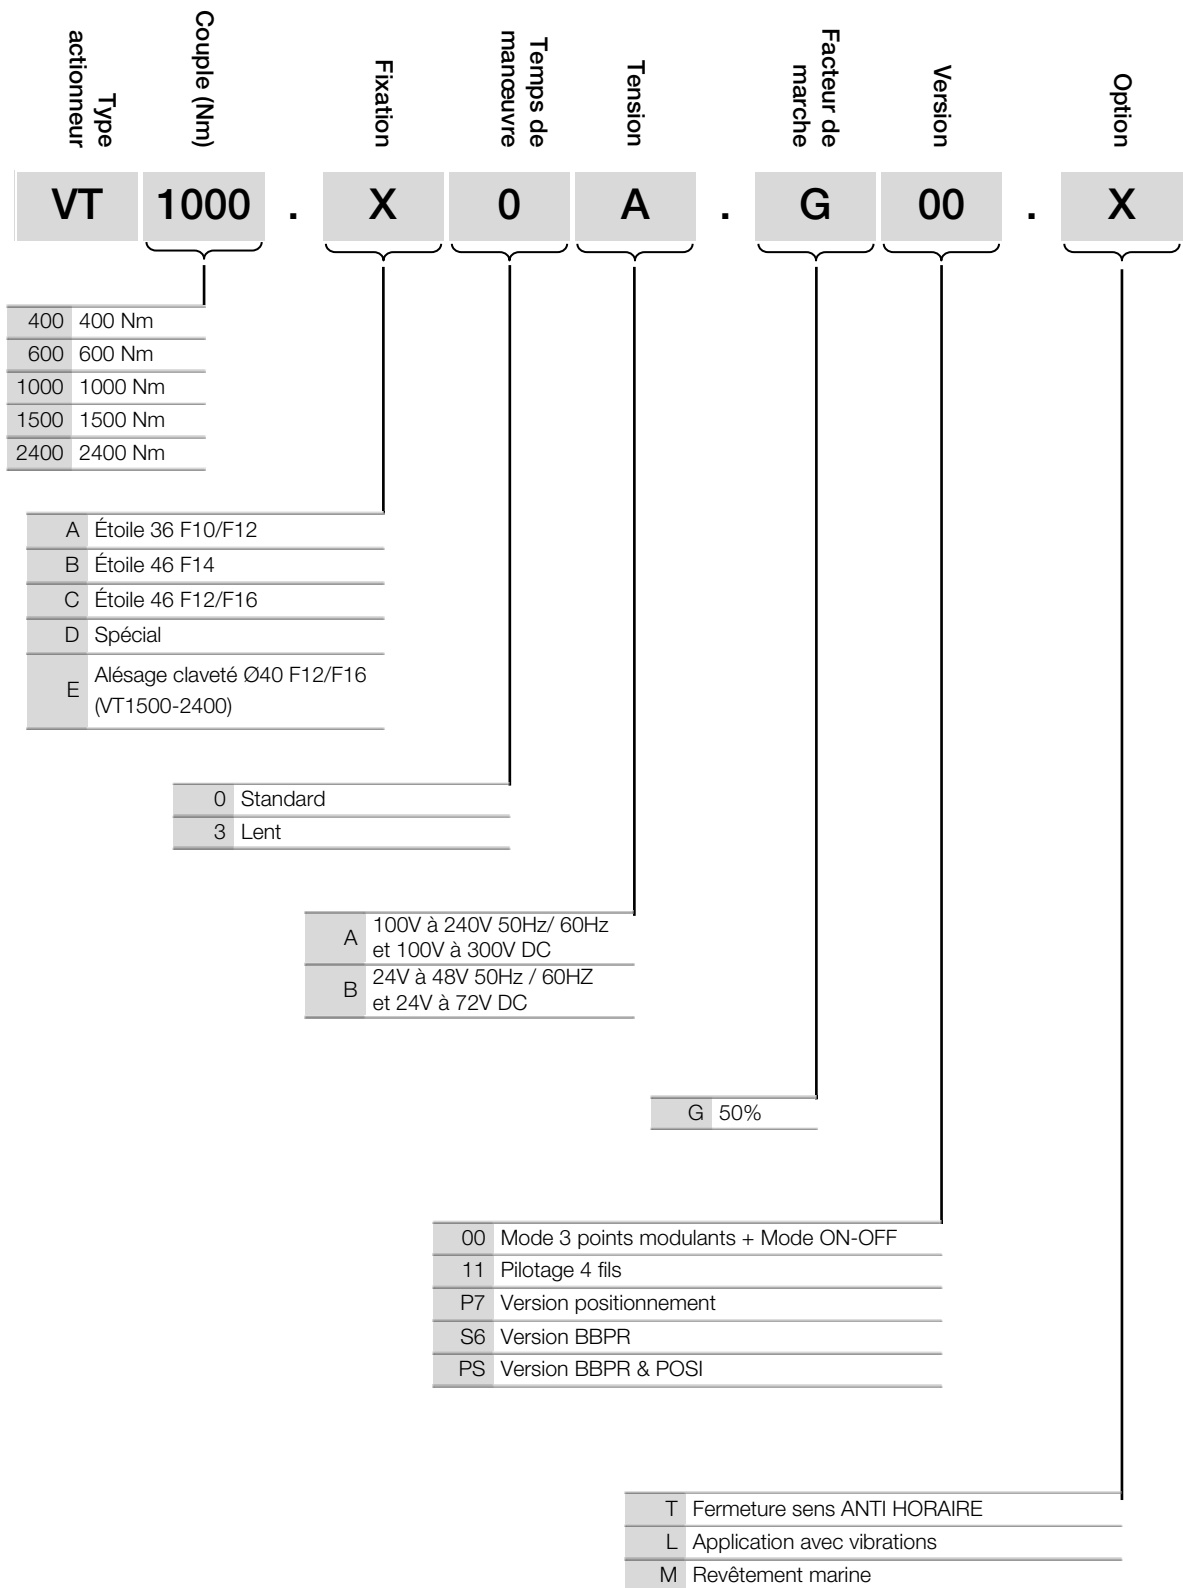 Type
actionneur
Couple (Nm)
Fixation
Temps de
manœuvre
Tension
Facteur de
marche
Version
Option
VT 1000 . X 0 A . G 00 . X
400 400 Nm
600 600 Nm
1000 1000 Nm
1500 1500 Nm
2400 2400 Nm
A Étoile 36 F10/F12
B Étoile 46 F14
C Étoile 46 F12/F16
D Spécial
E Alésage claveté Ø40 F12/F16
(VT1500-2400)
0 Standard
3 Lent
A 100V à 240V 50Hz/ 60Hz
et 100V à 300V DC
B 24V à 48V 50Hz / 60HZ
et 24V à 72V DC
G 50%
00 Mode 3 points modulants + Mode ON-OFF
11 Pilotage 4 fils
P7 Version positionnement
S6 Version BBPR
PS Version BBPR & POSI
T Fermeture sens ANTI HORAIRE
L Application avec vibrations
M Revêtement marine